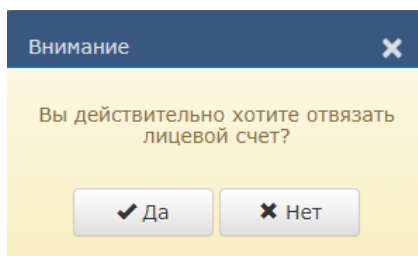 Внимание
Вы действительно хотите отвязать
лицевой счет?
Да
Нет